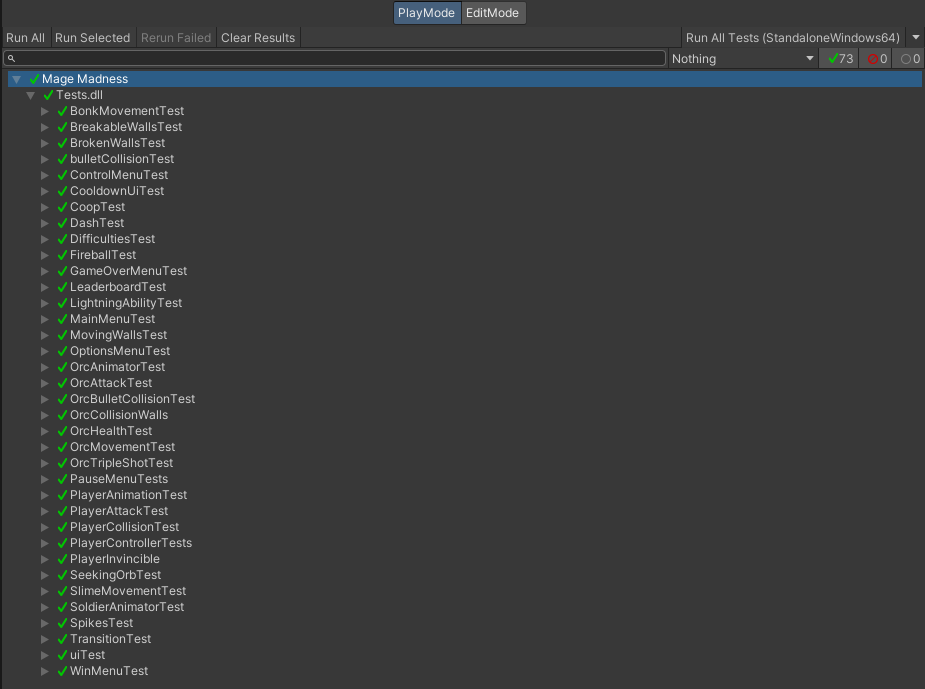 PlayMode EditMode
Run All Run Selected Rerun Failed Clear Results Run All Tests (StandaloneWindows64)
Nothing 73 0 0
Mage Madness
Tests.dll
BonkMovementTest
BreakableWallsTest
BrokenWallsTest
bulletCollisionTest
ControlMenuTest
CooldownUiTest
CoopTest
DashTest
DifficultiesTest
FireballTest
GameOverMenuTest
LeaderboardTest
LightningAbilityTest
MainMenuTest
MovingWallsTest
OptionsMenuTest
OrcAnimatorTest
OrcAttackTest
OrcBulletCollisionTest
OrcCollisionWalls
OrcHealthTest
OrcMovementTest
OrcTripleShotTest
PauseMenuTests
PlayerAnimationTest
PlayerAttackTest
PlayerCollisionTest
PlayerControllerTests
PlayerInvincible
SeekingOrbTest
SlimeMovementTest
SoldierAnimatorTest
SpikesTest
TransitionTest
uiTest
WinMenuTest